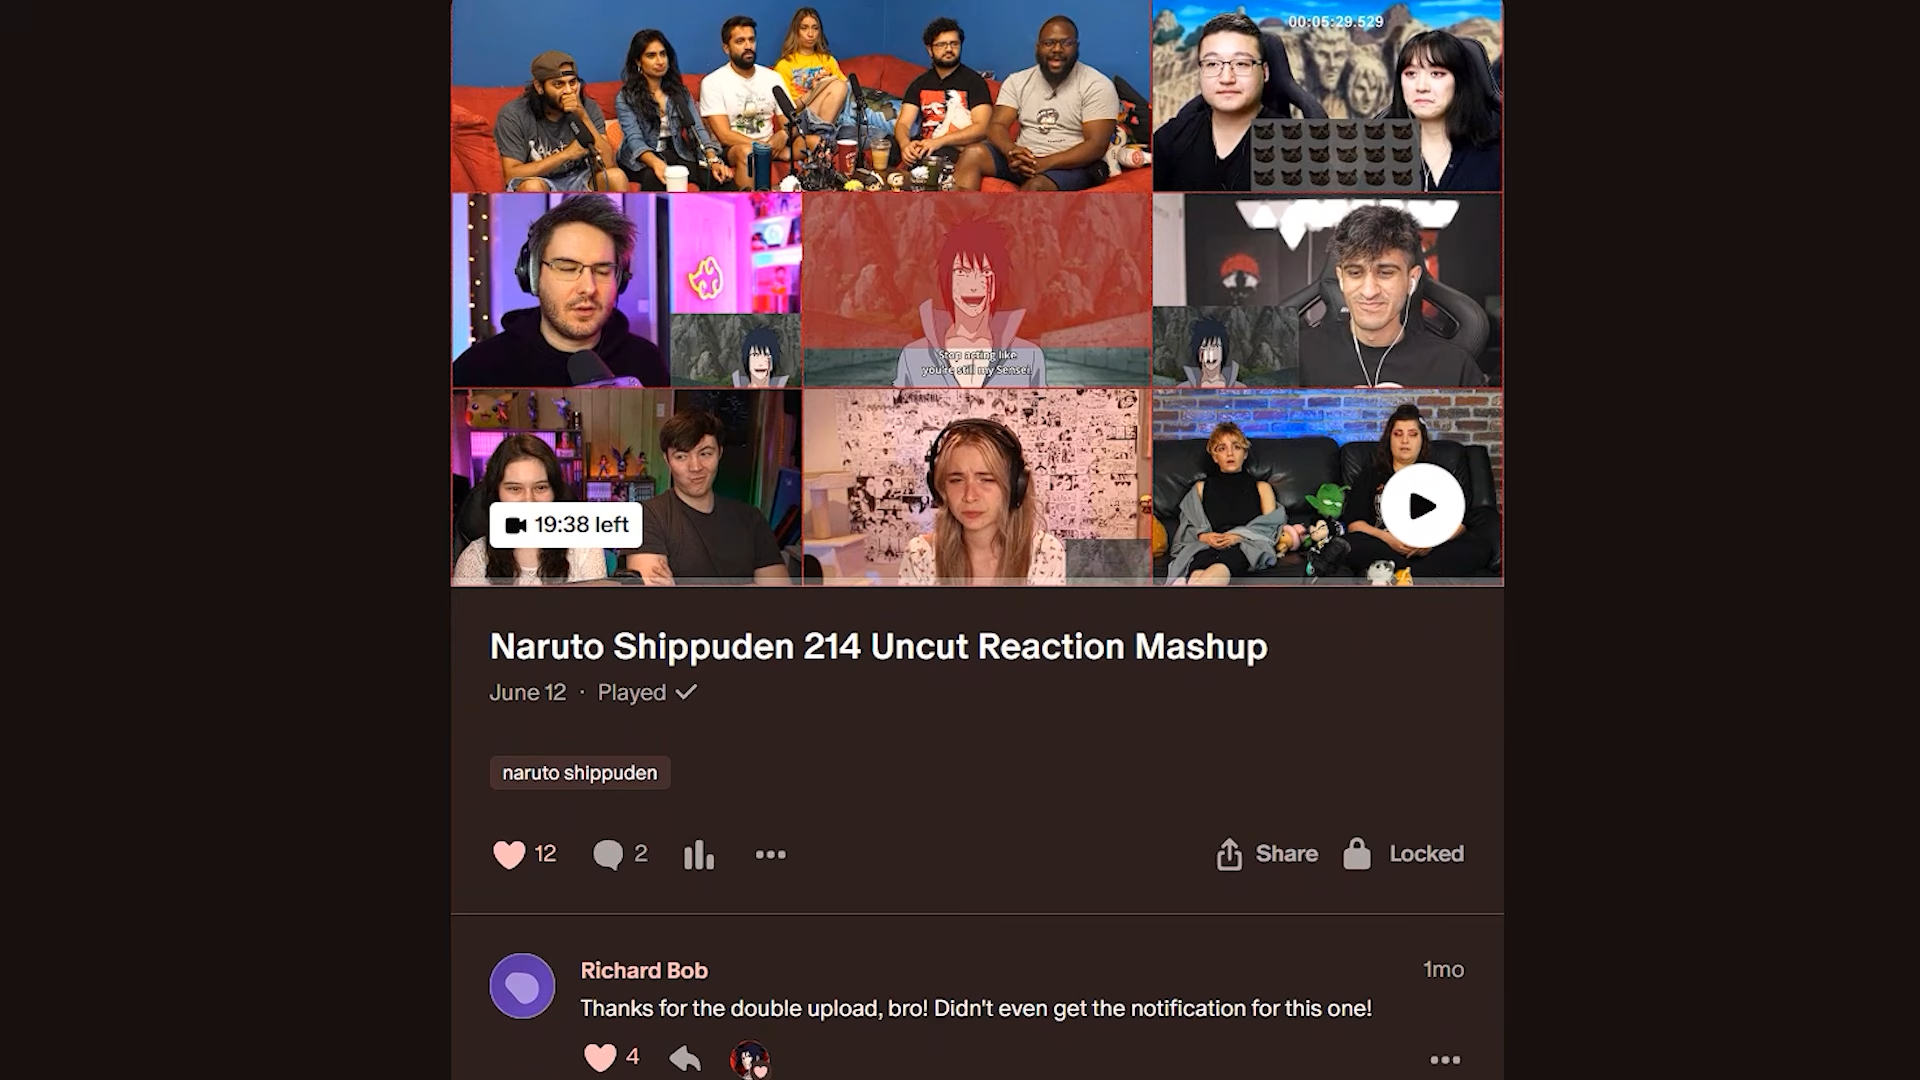 00:05:29.529
Stop acting like
you're still my Sensei!
19:38 left
Naruto Shippuden 214 Uncut Reaction Mashup
June 12 · Played
naruto shippuden
12
2
Share
Locked
Richard Bob
1mo
Thanks for the double upload, bro! Didn't even get the notification for this one!
4